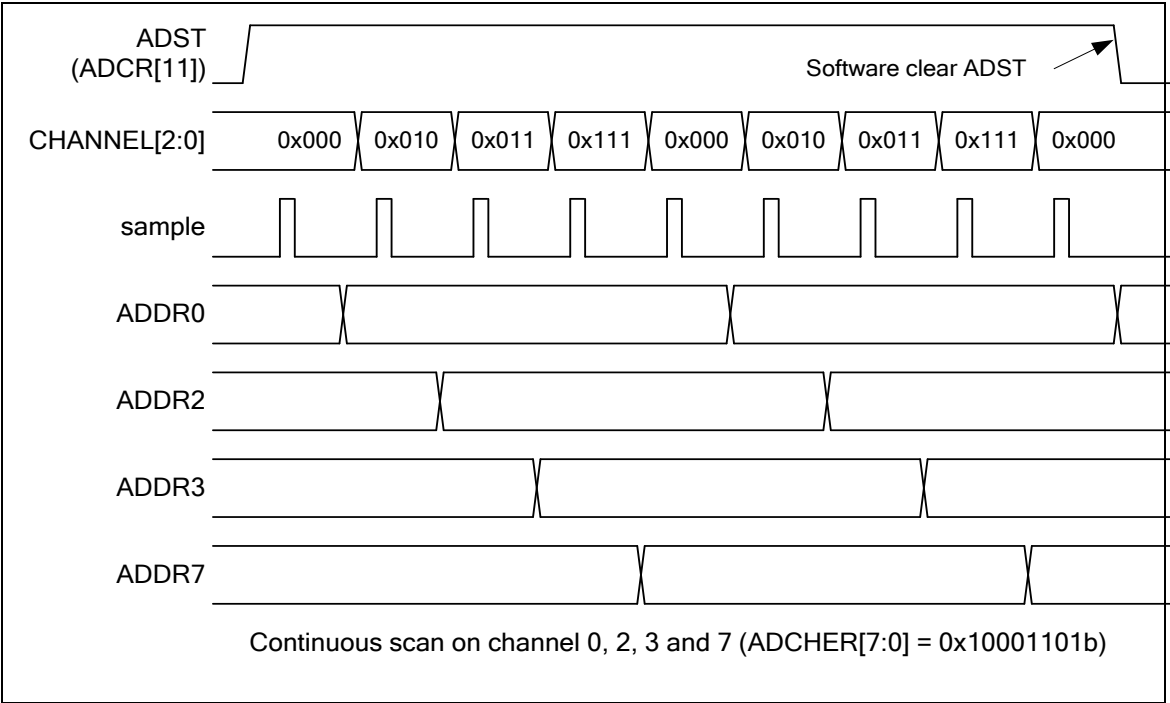 ADST
(ADCR[11])
Software clear ADST
CHANNEL[2:0]
0x000 0x010 0x011 0x111 0x000 0x010 0x011 0x111 0x000
sample
ADDR0
ADDR2
ADDR3
ADDR7
Continuous scan on channel 0, 2, 3 and 7 (ADCHER[7:0] = 0x10001101b)